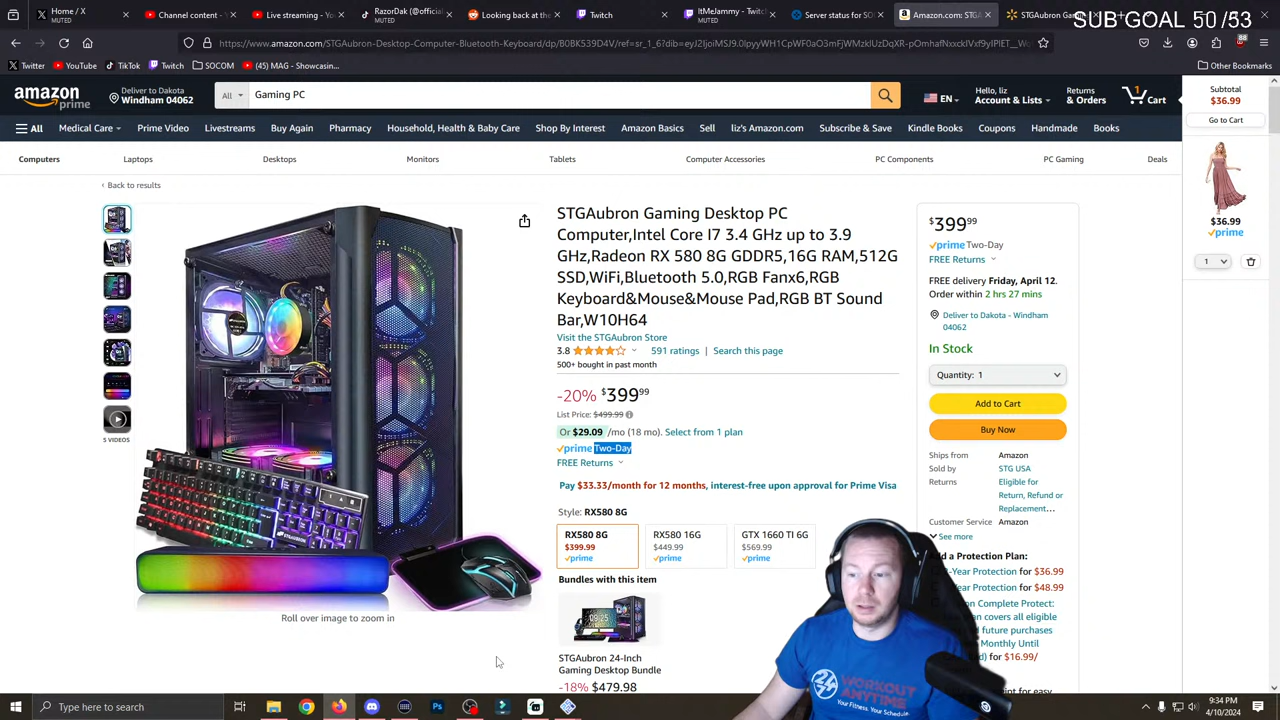 Channel content - Y
Live streaming - Y
Home / X
MUTED
RazorDak (@official
Looking back at the
MUTED
Twitch
ItMeJammy - Twitch
MUTED
Server status for SO
Amazon.com: STG
STGAubron G
SUB GOAL 50 /53
https://www.amazon.com/STGAubron-Desktop-Computer-Bluetooth-Keyboard/dp/B0BKS39D4V/
88
Twitter
YouTube
TikTok
Twitch
SOCOM
(45) MAG - Searchin...
Other Bookmarks
amazon
prime
Deliver to Dakota
Windham 04062
All
Gaming PC
EN
Hello, liz
Account & Lists
Returns
& Orders
1
Cart
Subtotal
$36.99
Go to Cart
All
Medical Care
Prime Video
Livestreams
Buy Again
Pharmacy
Household, Health & Baby Care
Shop By Interest
Amazon Basics
Sell
liz's Amazon.com
Subscribe & Save
Kindle Books
Coupons
Handmade
Books
Computers
Laptops
Desktops
Monitors
Tablets
Computer Accessories
PC Components
PC Gaming
Deals
‹ Back to results
STGAubron Gaming Desktop PC
Computer,Intel Core I7 3.4 GHz up to 3.9
GHz,Radeon RX 580 8G GDDR5,16G RAM,512G
SSD,WiFi,Bluetooth 5.0,RGB Fanx6,RGB
Keyboard&Mouse&Mouse Pad,RGB BT Sound
Bar,W10H64
Visit the STGAubron Store
3.8
591 ratings | Search this page
500+ bought in past month
-20% $399 99
List Price: $499.99
Or $29.09 /mo (18 mo). Select from 1 plan
prime Two-Day
FREE Returns
Pay $33.33/month for 12 months, interest-free upon approval for Prime Visa
Style: RX580 8G
RX580 8G
$399.99
prime
RX580 16G
$449.99
prime
GTX 1660 TI 6G
$569.99
prime
Bundles with this item
STGAubron 24-Inch
Gaming Desktop Bundle
-18% $479.98
5 VIDEOS
Roll over image to zoom in
$399 99
prime Two-Day
FREE Returns
FREE delivery Friday, April 12.
Order within 2 hrs 27 mins
Deliver to Dakota - Windham
04062
In Stock
Quantity: 1
Add to Cart
Buy Now
Ships from Amazon
Sold by STG USA
Returns Eligible for
Return, Refund or
Replacement…
Customer Service Amazon
See more
Add a Protection Plan:
-Year Protection for $36.99
Year Protection for $48.99
Complete Protect:
plan covers all eligible
future purchases
Monthly Until
for $16.99/
for easy
$36.99
prime
1
WORKOUT
ANYTIME
Your Fitness. Your Schedule.
Type here to search
9:34 PM
4/10/2024